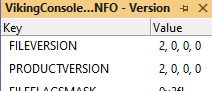 VikingConsole...NFO - Version
Key Value
FILEVERSION 2, 0, 0, 0
PRODUCTVERSION 2, 0, 0, 0